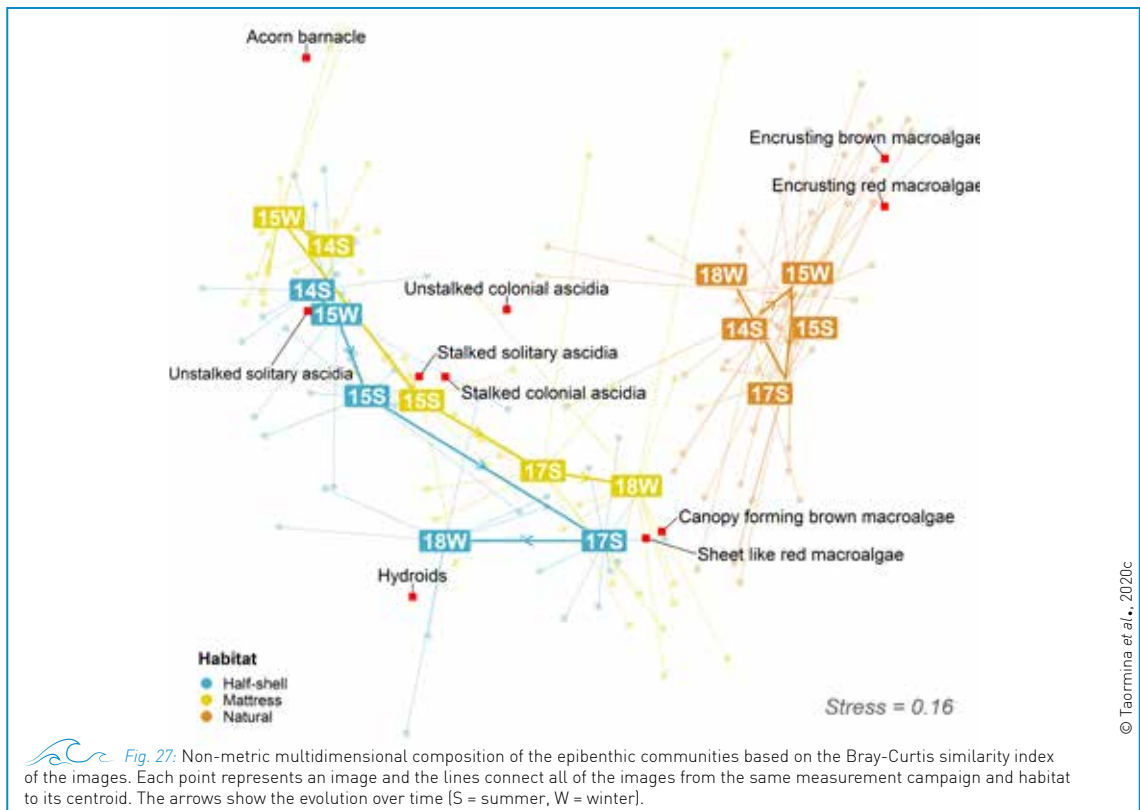 Acorn barnacle
Encrusting brown macroalgae
Encrusting red macroalgae
15W
14S
18W
15W
14S
Unstalked colonial ascidia
15W
14S
15S
Stalked solitary ascidia
Unstalked solitary ascidia
Stalked colonial ascidia
15S
15S
17S
17S
18W
Canopy forming brown macroalgae
18W
17S
Sheet like red macroalgae
Hydroids
Habitat
Half-shell
Mattress
Natural
Stress = 0.16
© Taormina et al., 2020c
Fig. 27: Non-metric multidimensional composition of the epibenthic communities based on the Bray-Curtis similarity index
of the images. Each point represents an image and the lines connect all of the images from the same measurement campaign and habitat
to its centroid. The arrows show the evolution over time (S = summer, W = winter).